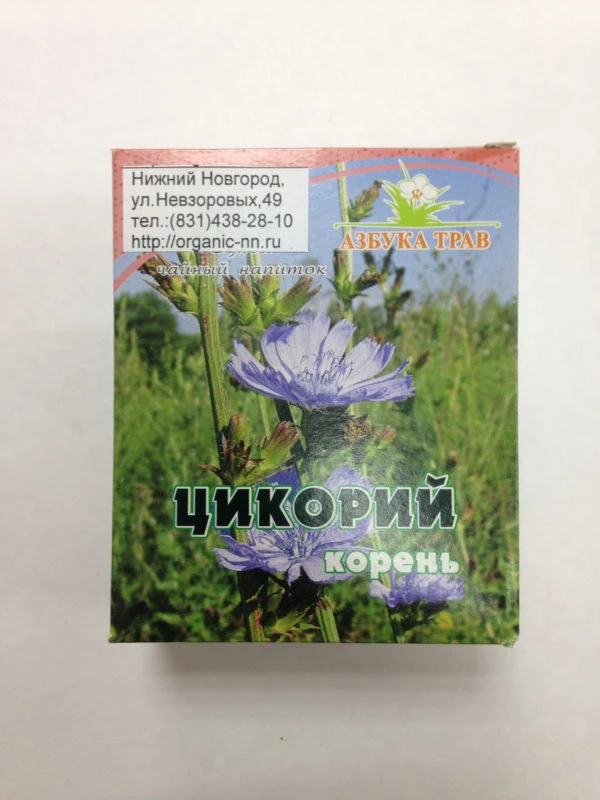 Нижний Новгород,
ул.Невзоровых,49
тел.:(831)438-28-10
http://organic-nn.ru
АЗБУКА ТРАВ
чайный напиток
ЦИКОРИЙ
корень